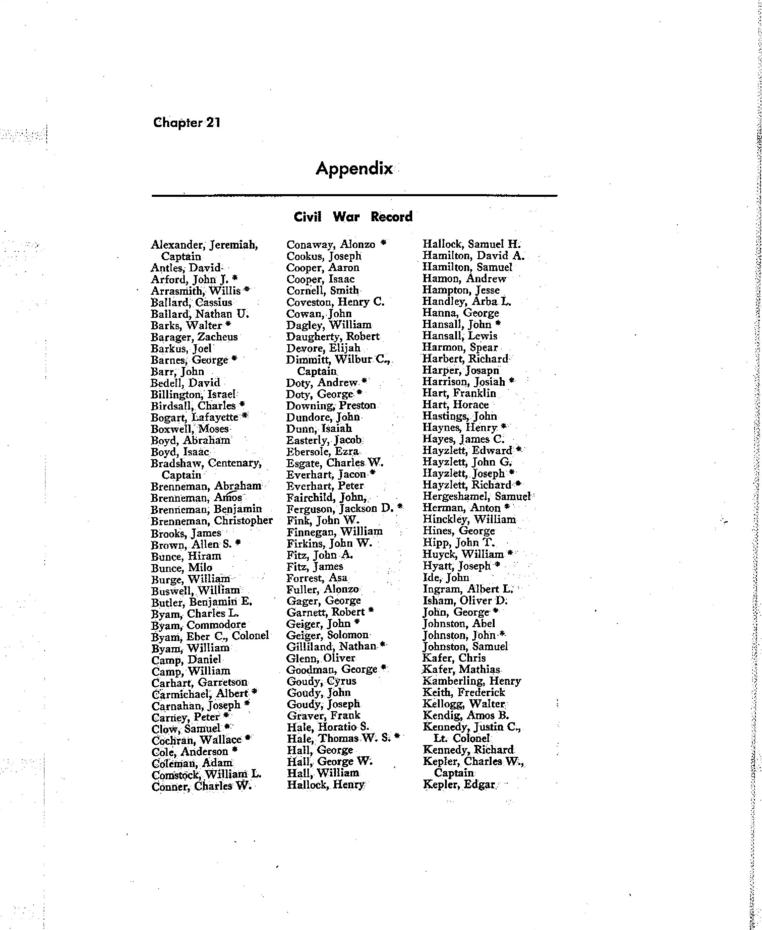 Chapter 21
Appendix
Civil War Record
Alexander, Jeremiah,
Captain
Antles, David
Arford, John J. *
Arrasmith, Willis *
Ballard, Cassius
Ballard, Nathan U.
Barks, Walter *
Barager, Zacheus
Barkus, Joel
Barnes, George *
Barr, John
Bedell, David
Billington, Israel
Birdsall, Charles *
Bogart, Lafayette *
Boxwell, Moses
Boyd, Abraham
Boyd, Isaac
Bradshaw, Centenary,
Captain
Brenneman, Abraham
Brenneman, Amos
Brenneman, Benjamin
Brenneman, Christopher
Brooks, James
Brown, Allen S. *
Bunce, Hiram
Bunce, Milo
Burge, William
Buswell, William
Butler, Benjamin E.
Byam, Charles L.
Byam, Commodore
Byam, Eber C., Colonel
Byam, William
Camp, Daniel
Camp, William
Carhart, Garretson
Carmichael, Albert *
Carnahan, Joseph *
Carney, Peter *
Clow, Samuel *
Cochran, Wallace *
Cole, Anderson *
Coleman, Adam
Comstock, William L.
Conner, Charles W.
Conaway, Alonzo *
Cookus, Joseph
Cooper, Aaron
Cooper, Isaac
Cornell, Smith
Coveston, Henry C.
Cowan, John
Dagley, William
Daugherty, Robert
Devore, Elijah
Dimmitt, Wilbur C.,
Captain
Doty, Andrew *
Doty, George *
Downing, Preston
Dundore, John
Dunn, Isaiah
Easterly, Jacob
Ebersole, Ezra
Esgate, Charles W.
Everhart, Jacon *
Everhart, Peter
Fairchild, John,
Ferguson, Jackson D. *
Fink, John W.
Finnegan, William
Firkins, John W.
Fitz, John A.
Fitz, James
Forrest, Asa
Fuller, Alonzo
Gager, George
Garnett, Robert *
Geiger, John *
Geiger, Solomon
Gilliland, Nathan *
Glenn, Oliver
Goodman, George *
Goudy, Cyrus
Goudy, John
Goudy, Joseph
Graver, Frank
Hale, Horatio S.
Hale, Thomas W. S. *
Hall, George
Hall, George W.
Hall, William
Hallock, Henry
Hallock, Samuel H.
Hamilton, David A.
Hamilton, Samuel
Hamon, Andrew
Hampton, Jesse
Handley, Arba L.
Hanna, George
Hansall, John *
Hansall, Lewis
Harmon, Spear
Harbert, Richard
Harper, Josapn
Harrison, Josiah *
Hart, Franklin
Hart, Horace
Hastings, John
Haynes, Henry *
Hayes, James C.
Hayzlett, Edward *
Hayzlett, John G.
Hayzlett, Joseph *
Hayzlett, Richard *
Hergeshamel, Samuel
Herman, Anton *
Hinckley, William
Hines, George
Hipp, John T.
Huyck, William *
Hyatt, Joseph *
Ide, John
Ingram, Albert L.
Isham, Oliver D.
John, George *
Johnston, Abel
Johnston, John *
Johnston, Samuel
Kafer, Chris
Kafer, Mathias
Kamberling, Henry
Keith, Frederick
Kellogg, Walter
Kendig, Amos B.
Kennedy, Justin C.,
Lt. Colonel
Kennedy, Richard
Kepler, Charles W.,
Captain
Kepler, Edgar